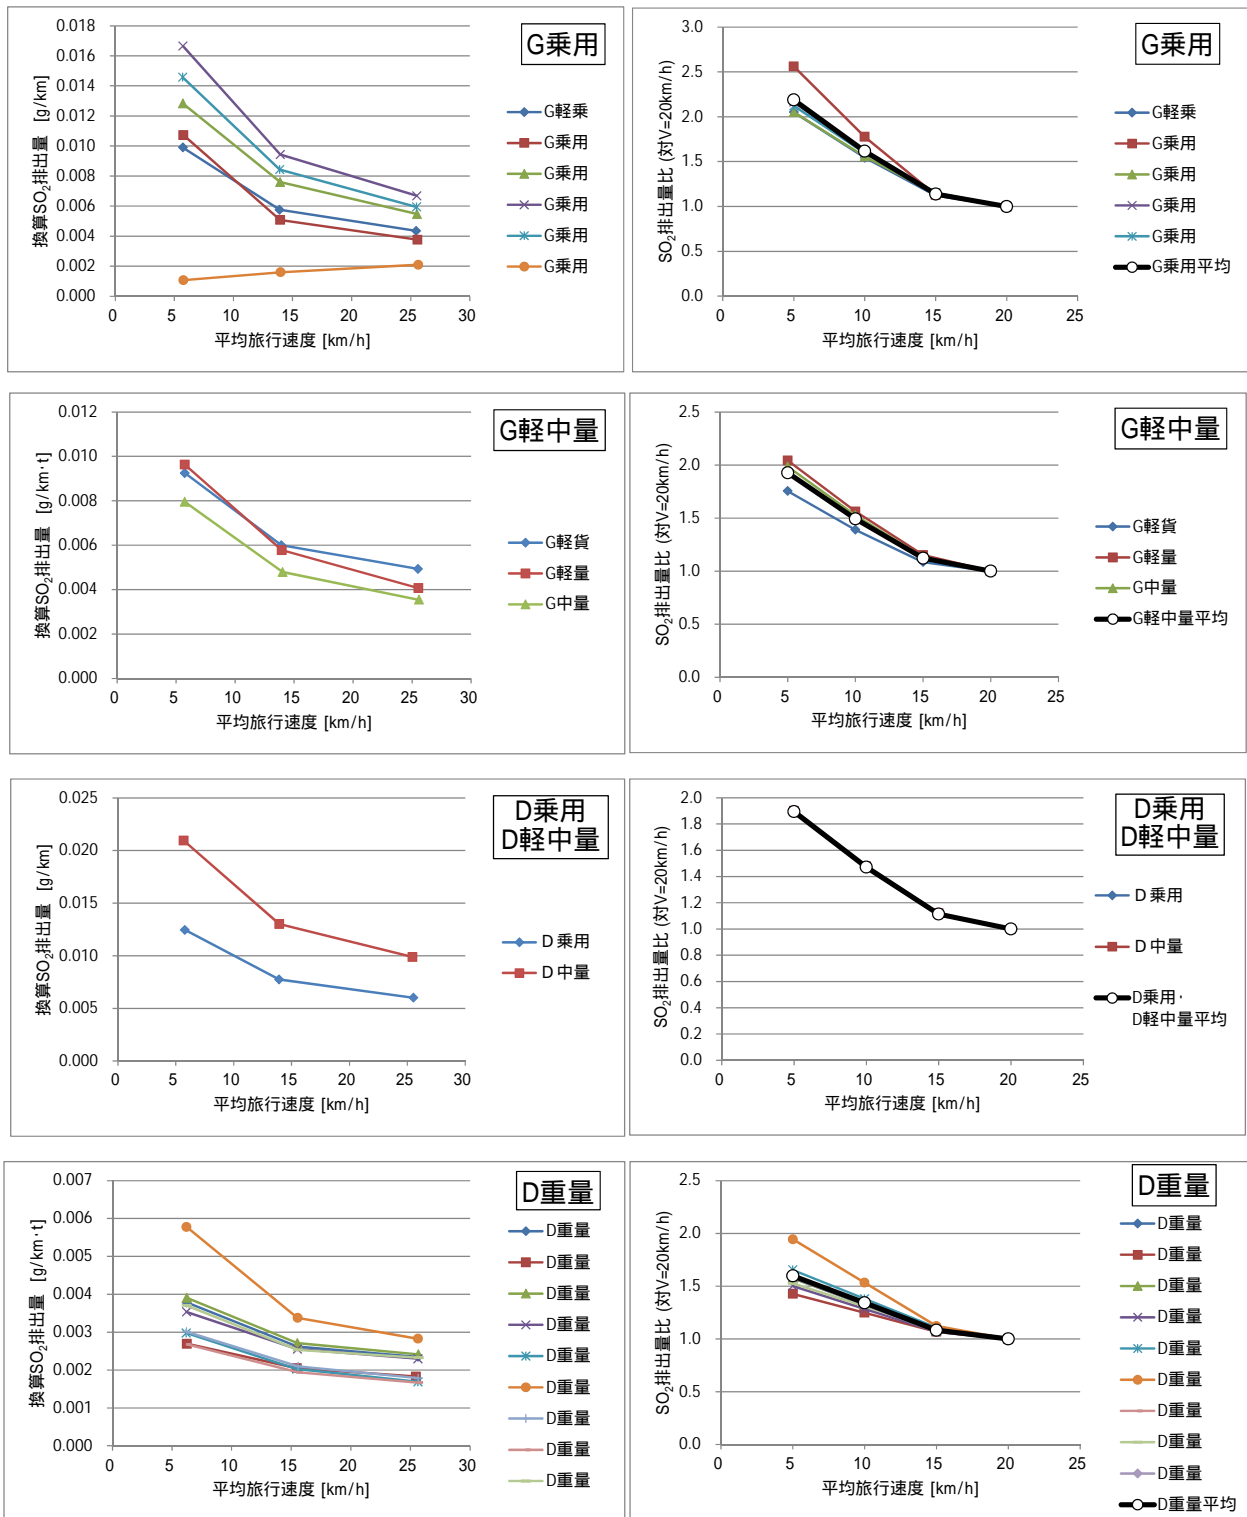 G乗用
換算SO₂排出量 [g/km]
0.018
0.016
0.014
0.012
0.010
0.008
0.006
0.004
0.002
0.000
0 5 10 15 20 25 30
平均旅行速度 [km/h]
G軽乗
G乗用
G乗用
G乗用
G乗用
G乗用
G乗用
SO₂排出量比 (対V=20km/h)
3.0
2.5
2.0
1.5
1.0
0.5
0.0
0 5 10 15 20 25
平均旅行速度 [km/h]
G軽乗
G乗用
G乗用
G乗用
G乗用
G乗用平均
G軽中量
換算SO₂排出量 [g/km·t]
0.012
0.010
0.008
0.006
0.004
0.002
0.000
0 5 10 15 20 25 30
平均旅行速度 [km/h]
G軽貨
G軽量
G中量
G軽中量
SO₂排出量比 (対V=20km/h)
2.5
2.0
1.5
1.0
0.5
0.0
0 5 10 15 20 25
平均旅行速度 [km/h]
G軽貨
G軽量
G中量
G軽中量平均
D乗用
D軽中量
換算SO₂排出量 [g/km]
0.025
0.020
0.015
0.010
0.005
0.000
0 5 10 15 20 25 30
平均旅行速度 [km/h]
D乗用
D中量
D乗用
D軽中量
SO₂排出量比 (対V=20km/h)
2.0
1.8
1.6
1.4
1.2
1.0
0.8
0.6
0.4
0.2
0.0
0 5 10 15 20 25
平均旅行速度 [km/h]
D乗用
D中量
D乗用·
D軽中量平均
D重量
換算SO₂排出量 [g/km·t]
0.007
0.006
0.005
0.004
0.003
0.002
0.001
0.000
0 5 10 15 20 25 30
平均旅行速度 [km/h]
D重量
D重量
D重量
D重量
D重量
D重量
D重量
D重量
D重量
D重量
SO₂排出量比 (対V=20km/h)
2.5
2.0
1.5
1.0
0.5
0.0
0 5 10 15 20 25
平均旅行速度 [km/h]
D重量
D重量
D重量
D重量
D重量
D重量
D重量
D重量
D重量
D重量平均